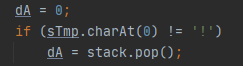 dA = 0;
if (sTmp.charAt(0) != '!')
dA = stack.pop();